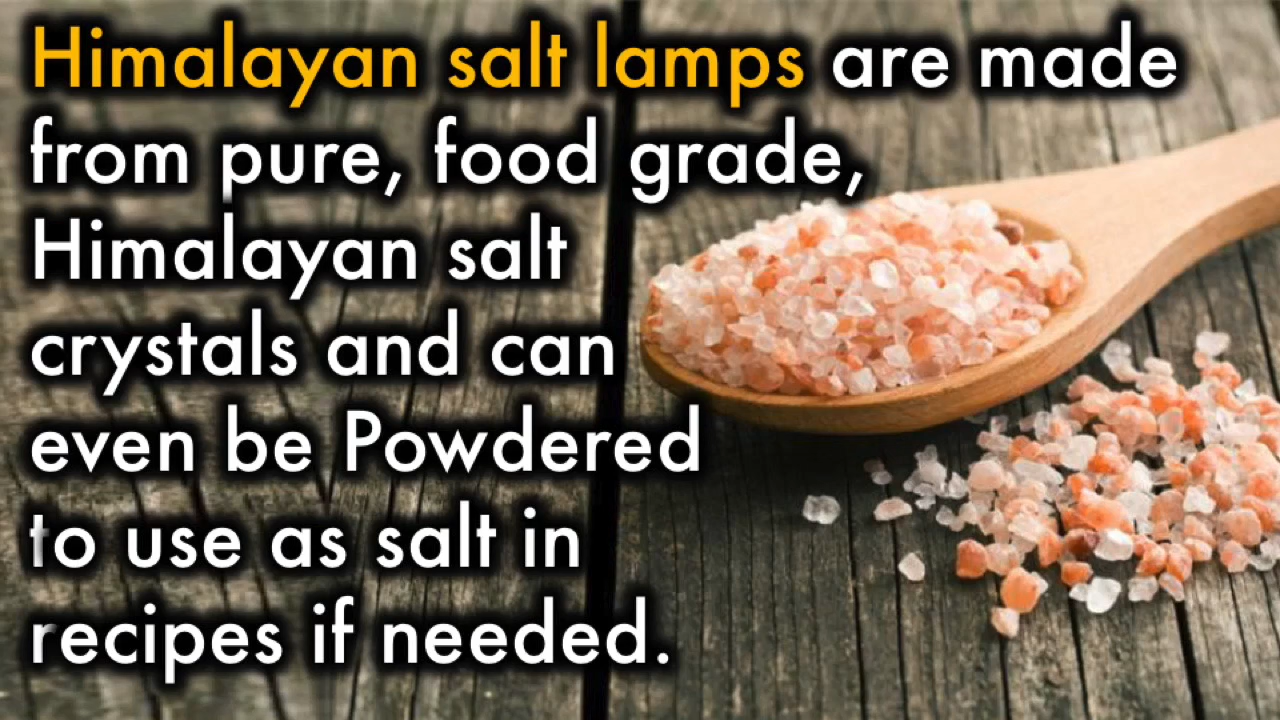 Himalayan salt lamps are made
from pure, food grade,
Himalayan salt
crystals and can
even be Powdered
to use as salt in
recipes if needed.